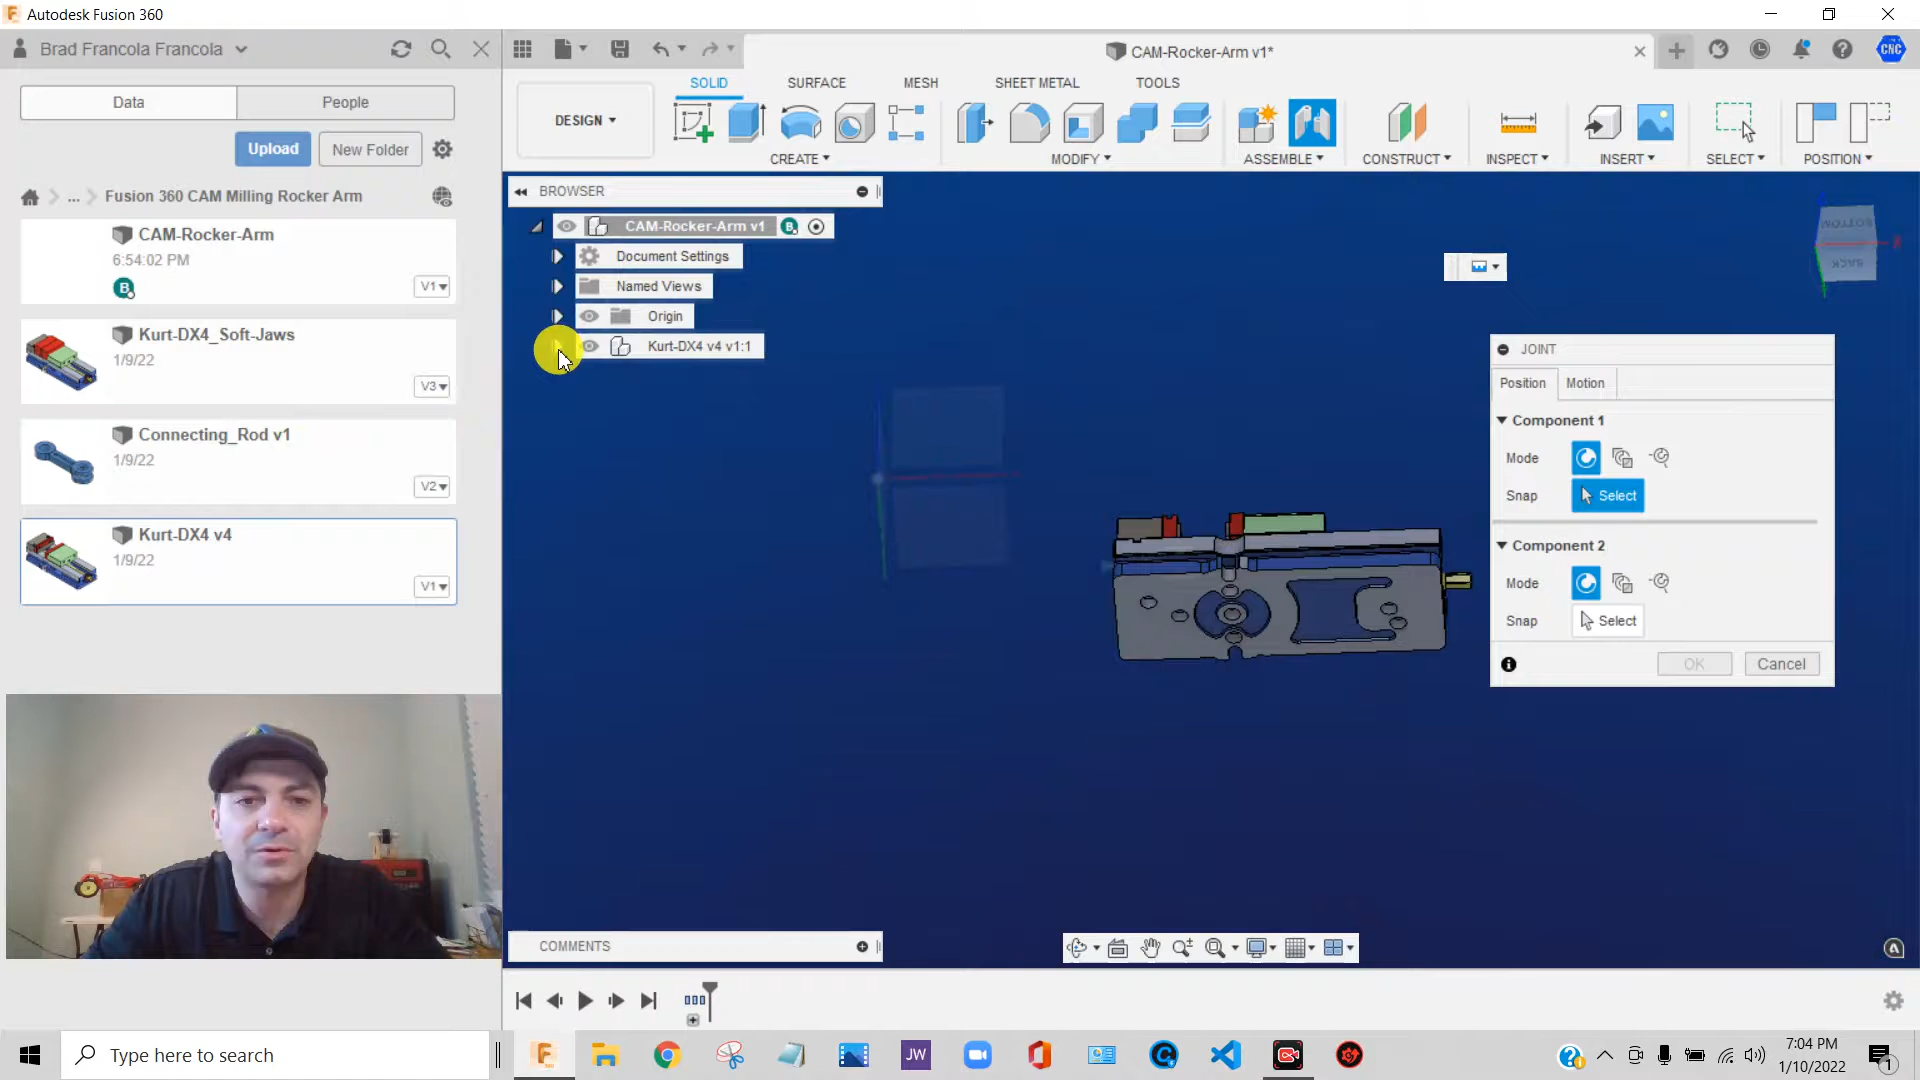 Autodesk Fusion 360
Brad Francola Francola
CAM-Rocker-Arm v1*
CNC
Data
People
SOLID
SURFACE
MESH
SHEET METAL
TOOLS
DESIGN
Upload
New Folder
CREATE
MODIFY
ASSEMBLE
CONSTRUCT
INSPECT
INSERT
SELECT
POSITION
... Fusion 360 CAM Milling Rocker Arm
BROWSER
CAM-Rocker-Arm v1
B
Document Settings
Named Views
Origin
Kurt-DX4 v4 v1:1
CAM-Rocker-Arm
6:54:02 PM
B
V1
Kurt-DX4_Soft-Jaws
1/9/22
V3
Connecting_Rod v1
1/9/22
V2
Kurt-DX4 v4
1/9/22
V1
BOTTOM
BACK
JOINT
Position
Motion
Component 1
Mode
Snap
Select
Component 2
Mode
Snap
Select
OK
Cancel
COMMENTS
Type here to search
JW
7:04 PM
1/10/2022
1